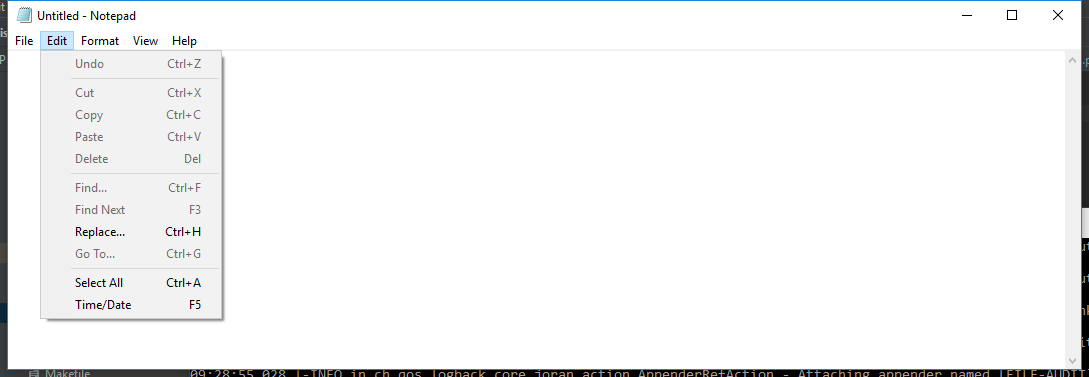 Untitled - Notepad
File Edit Format View Help
Undo Ctrl+Z
Cut Ctrl+X
Copy Ctrl+C
Paste Ctrl+V
Delete Del
Find... Ctrl+F
Find Next F3
Replace... Ctrl+H
Go To... Ctrl+G
Select All Ctrl+A
Time/Date F5
Makefile 09:28:55,028 |-INFO in ch.qos.logback.core.joran.action.AppenderRefAction - Attaching appender named [FILE-AUDIT